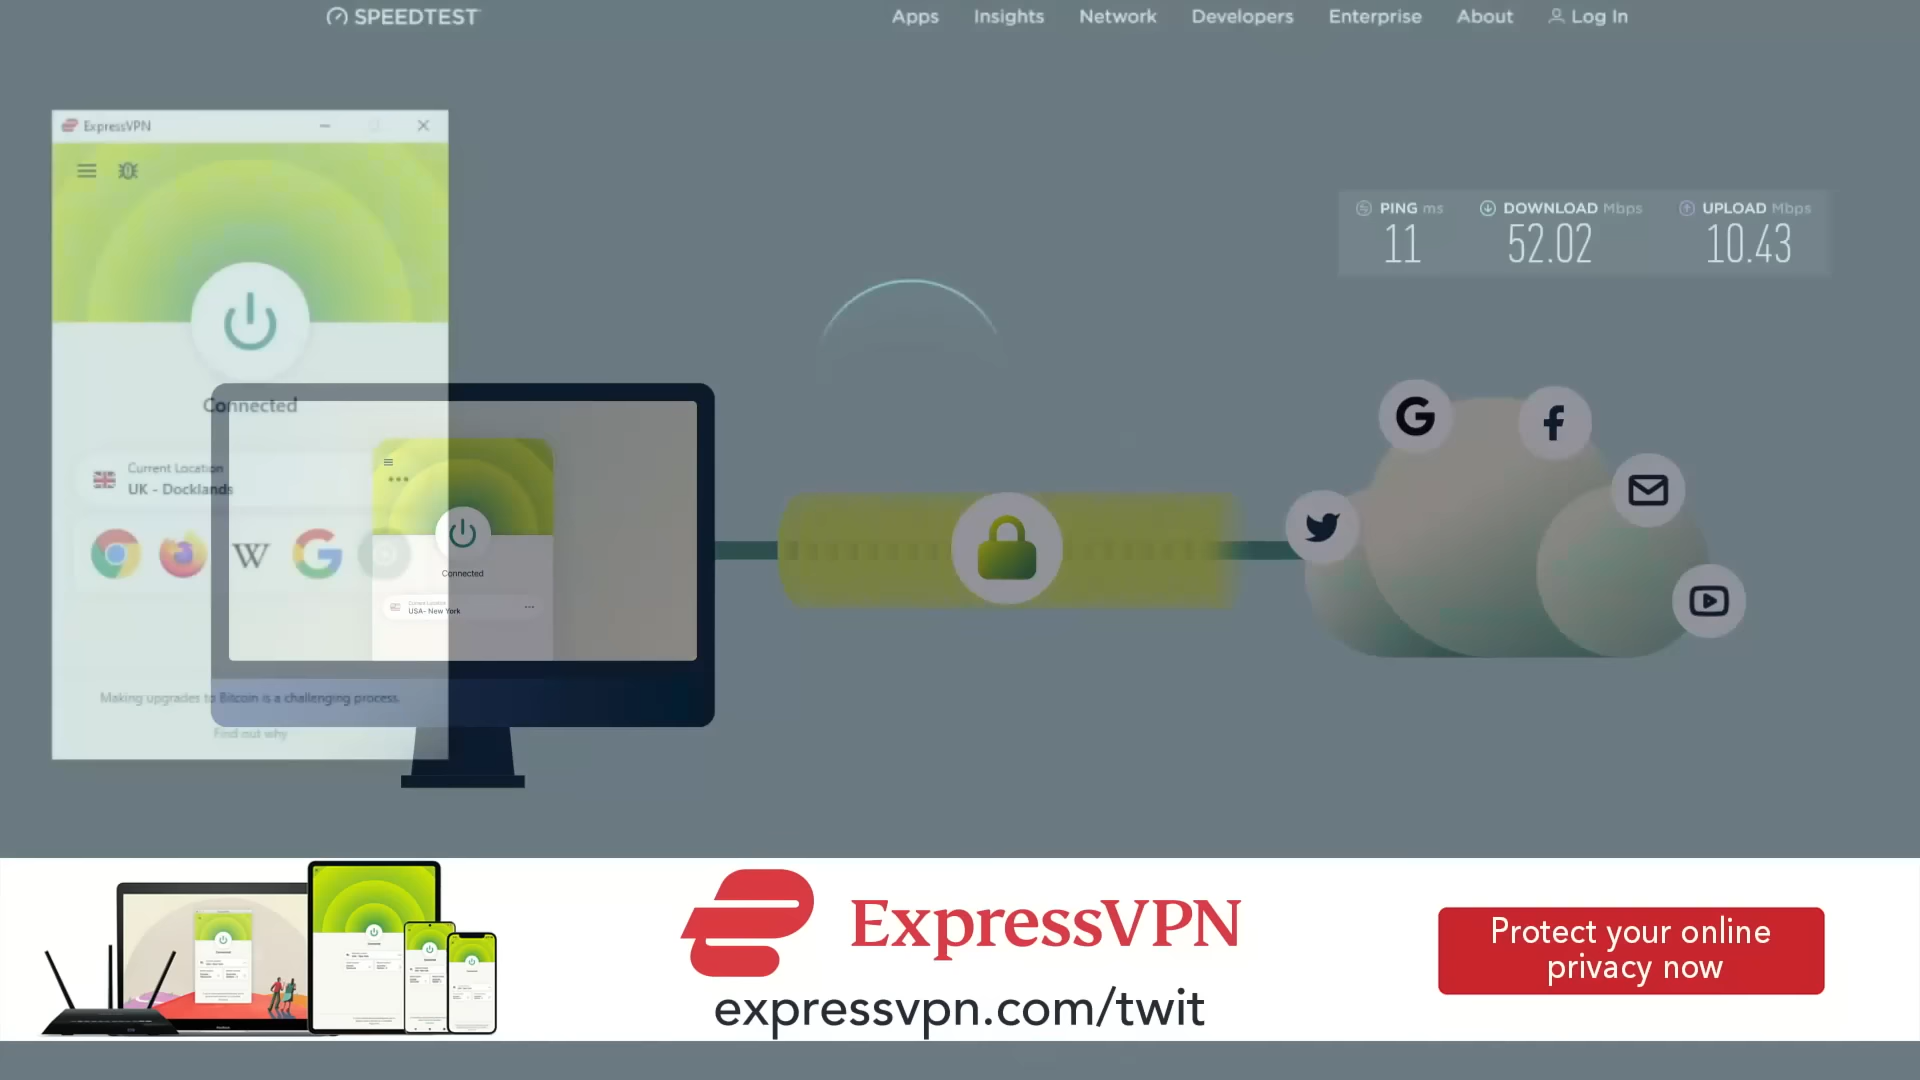 SPEEDTEST
Apps Insights Network Developers Enterprise About Log In
ExpressVPN
PING ms DOWNLOAD Mbps UPLOAD Mbps
11 52.02 10.43
Connected
Current Location
UK - Docklands
W
G
f
Connected
Current Location
USA- New York
Making upgrades to Bitcoin is a challenging process.
Find out why
ExpressVPN
expressvpn.com/twit
Protect your online
privacy now